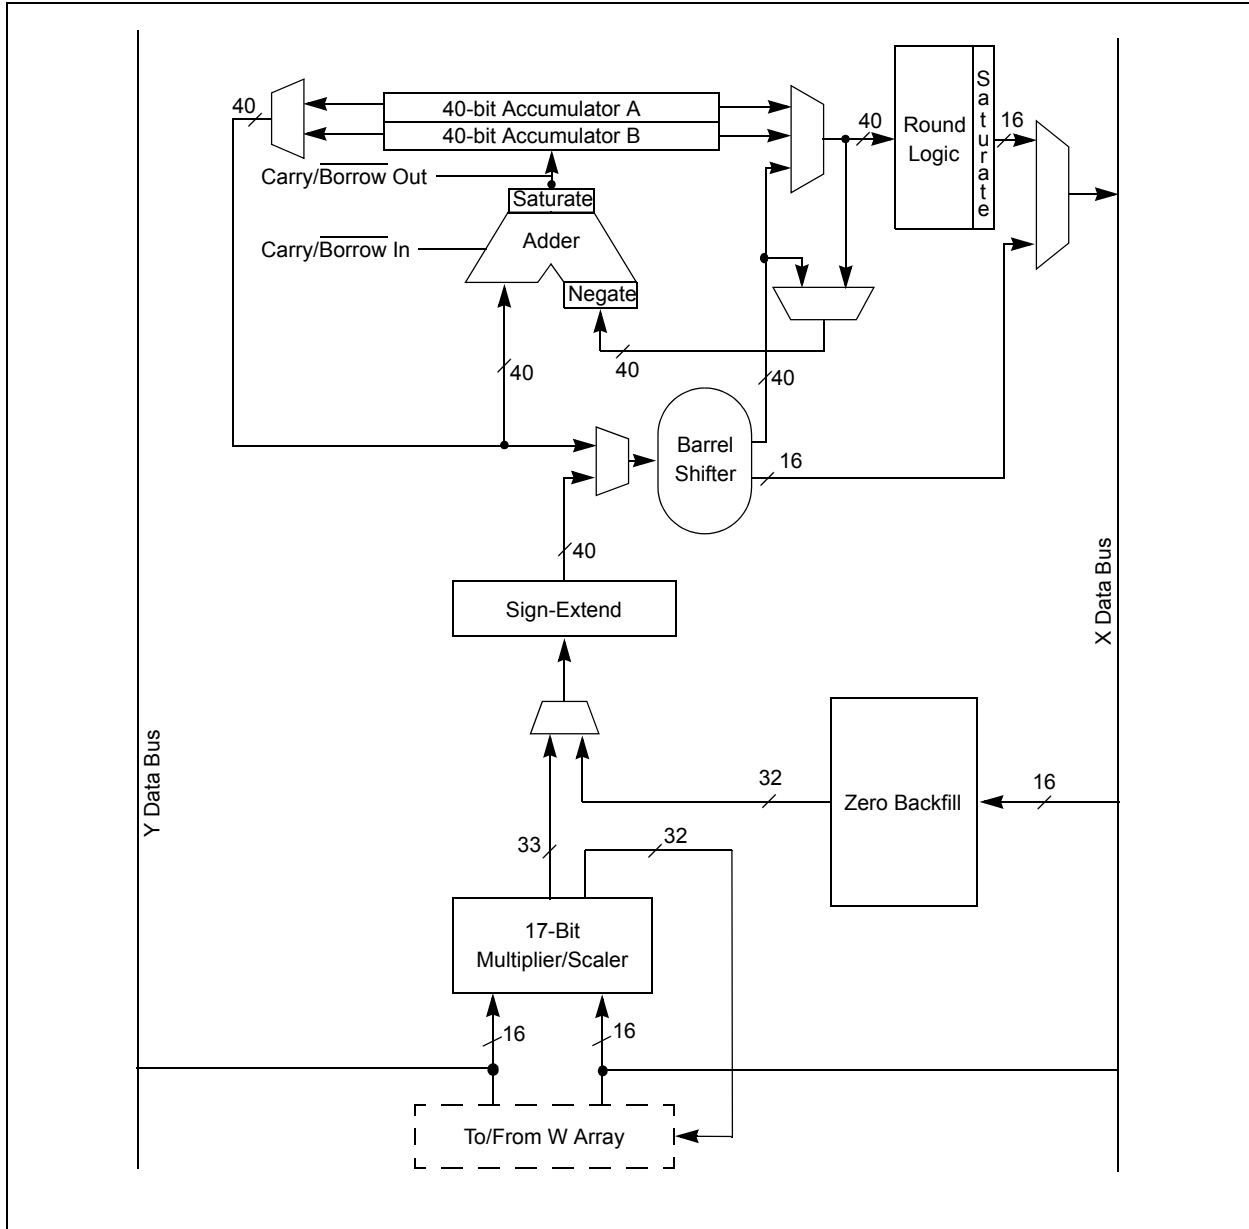 40
40-bit Accumulator A
40-bit Accumulator B
40
Round
Logic
Saturate
16
Carry/Borrow Out
Saturate
Carry/Borrow In
Adder
Negate
40
40
40
Barrel
Shifter
16
40
Sign-Extend
X Data Bus
Y Data Bus
32
Zero Backfill
16
33
32
17-Bit
Multiplier/Scaler
16
16
To/From W Array